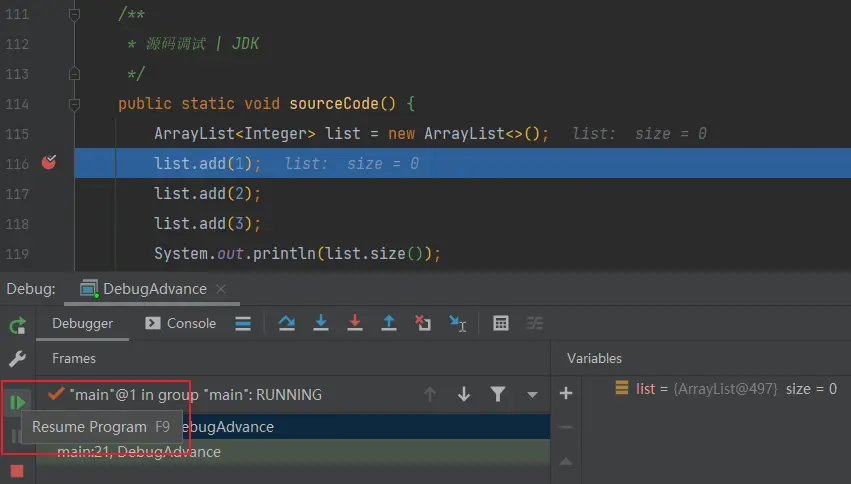 111 /**
112 * 源码调试 | JDK
113 */
114 public static void sourceCode() {
115 ArrayList<Integer> list = new ArrayList<>(); list: size = 0
116 list.add(1); list: size = 0
117 list.add(2);
118 list.add(3);
119 System.out.println(list.size());
Debug: DebugAdvance
Debugger Console
Frames Variables
"main"@1 in group "main": RUNNING list = {ArrayList@497} size = 0
Resume Program F9 DebugAdvance
main:21, DebugAdvance